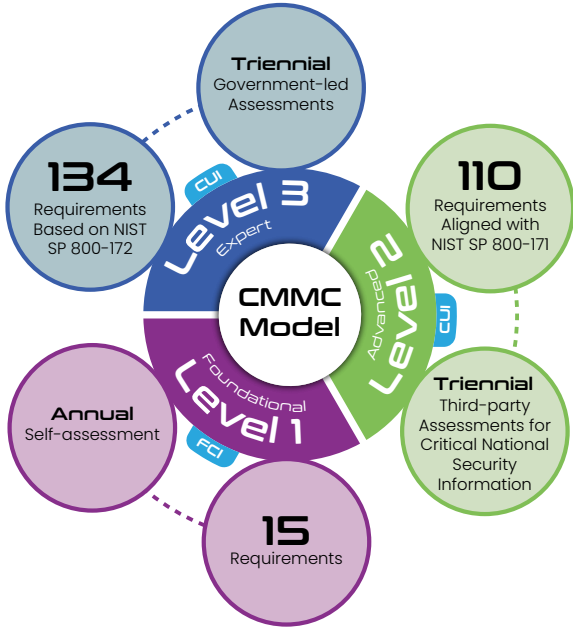 Triennial
Government-led
Assessments
134
Requirements
Based on NIST
SP 800-172
CUI
Level 3
Expert
110
Requirements
Aligned with
NIST SP 800-171
CMMC
Model
Advanced
Level 2
CUI
Triennial
Third-party
Assessments for
Critical National
Security
Information
Foundational
Level 1
FCI
Annual
Self-assessment
15
Requirements